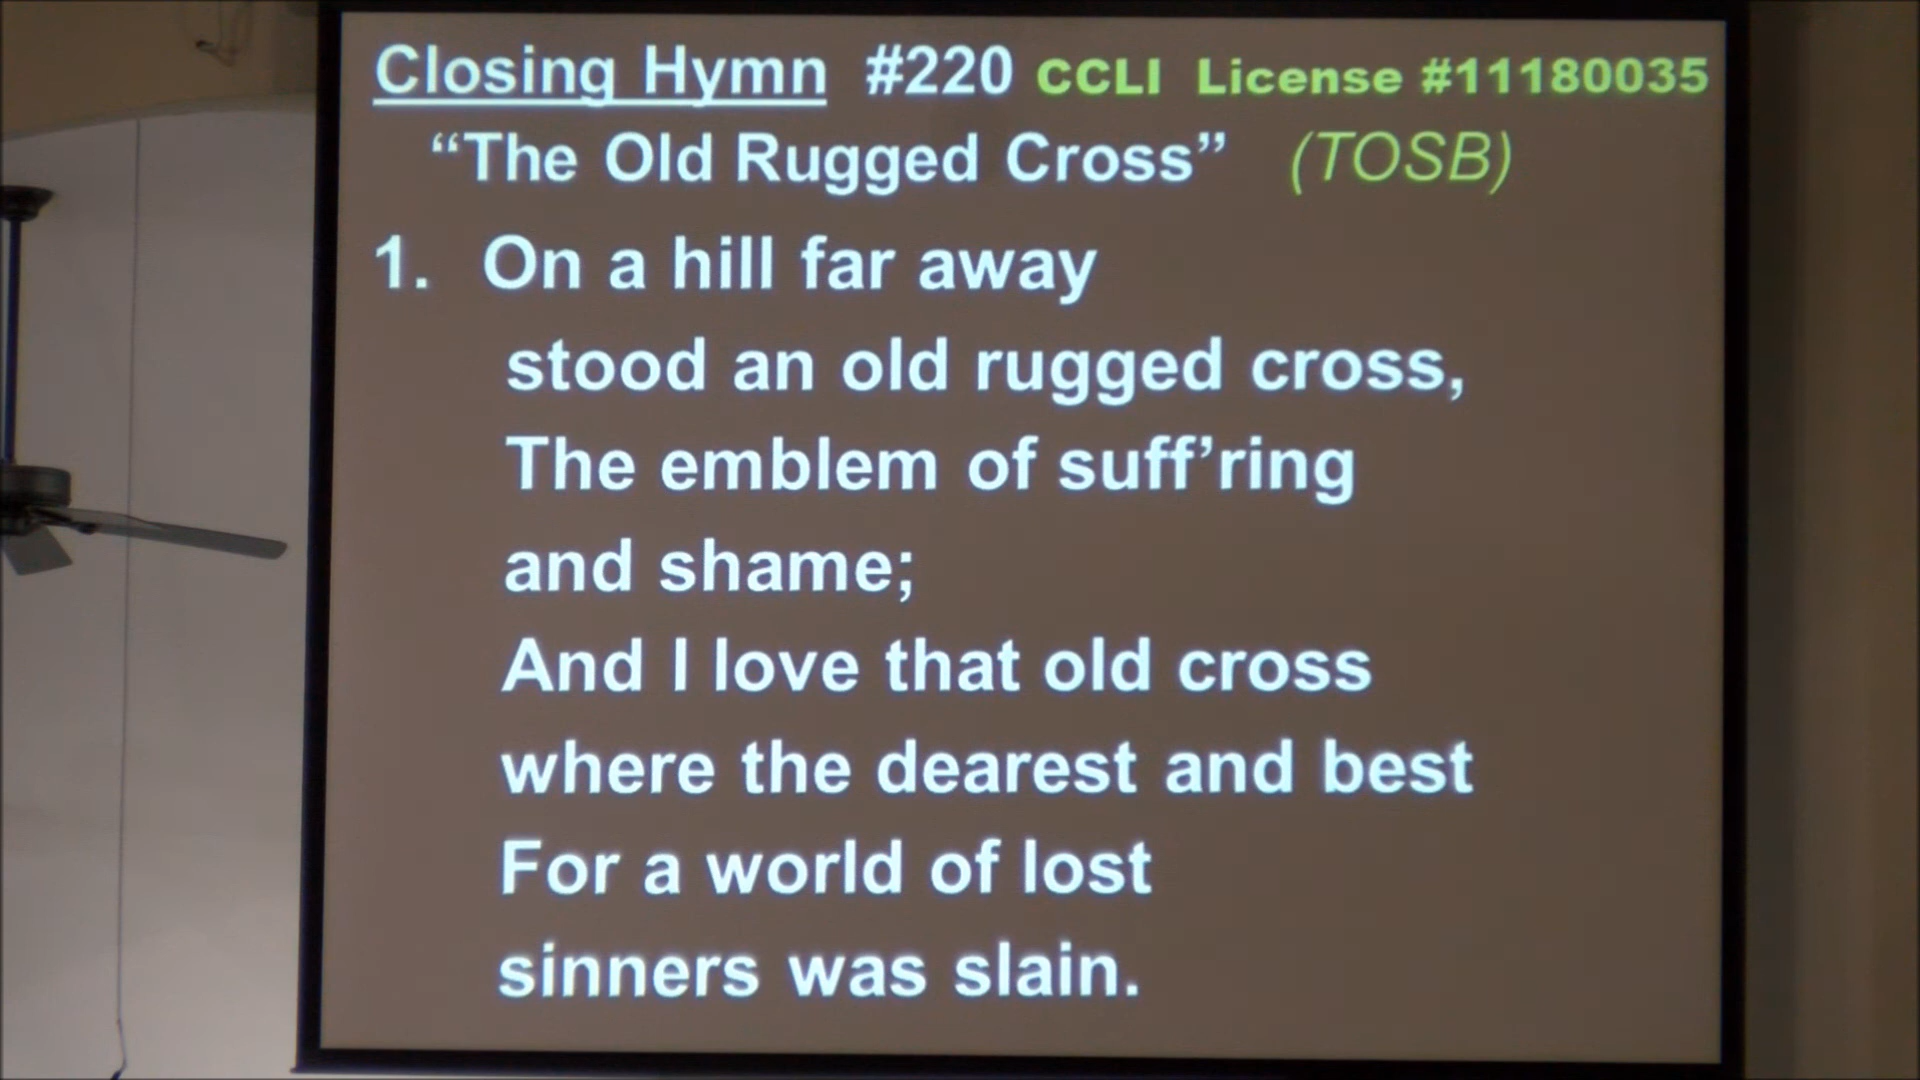 Closing Hymn #220 CCLI License #11180035
“The Old Rugged Cross” (TOSB)
1. On a hill far away
stood an old rugged cross,
The emblem of suff’ring
and shame;
And I love that old cross
where the dearest and best
For a world of lost
sinners was slain.